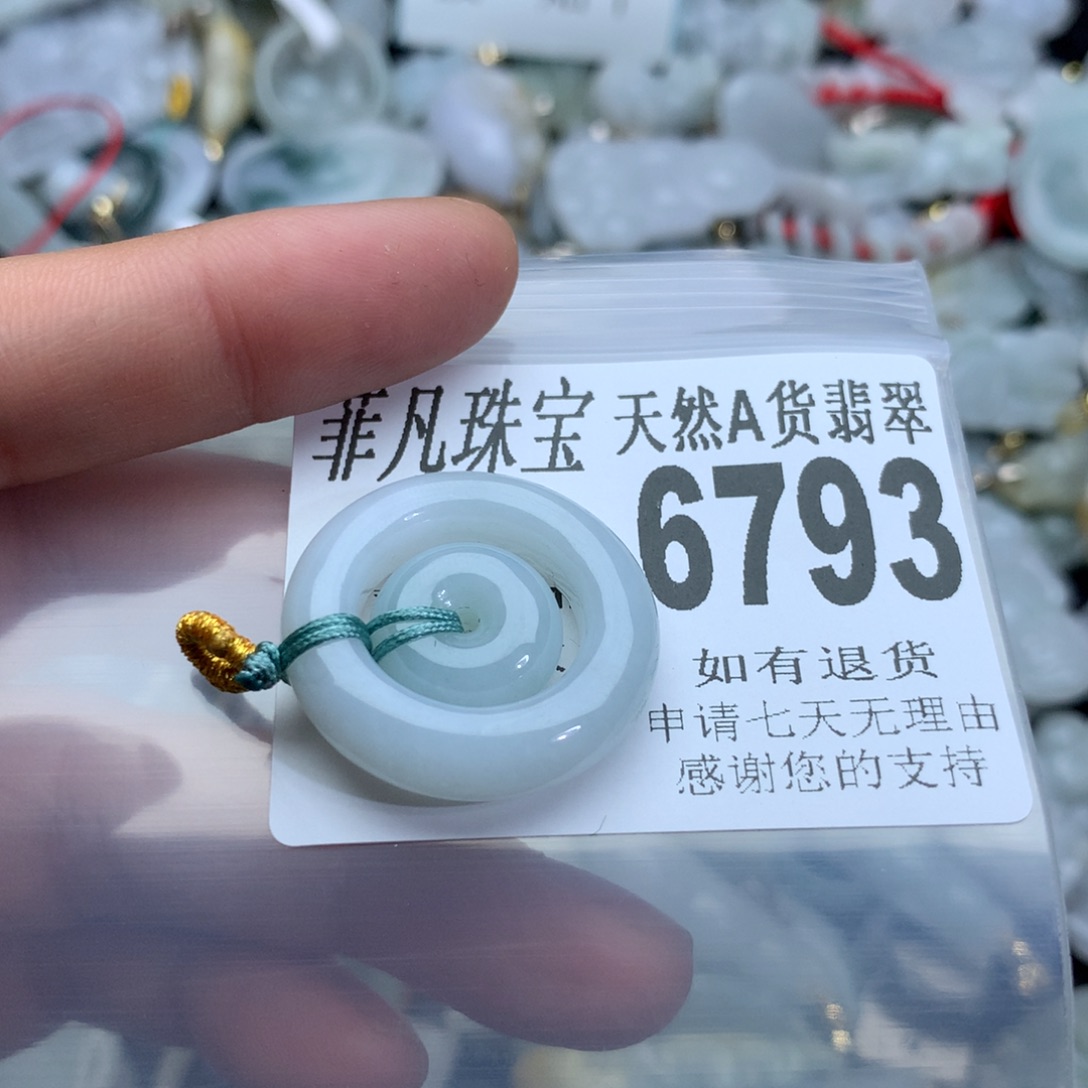 菲凡珠宝 天然A货翡翠
6793
如有退货
申请七天无理由
感谢您的支持